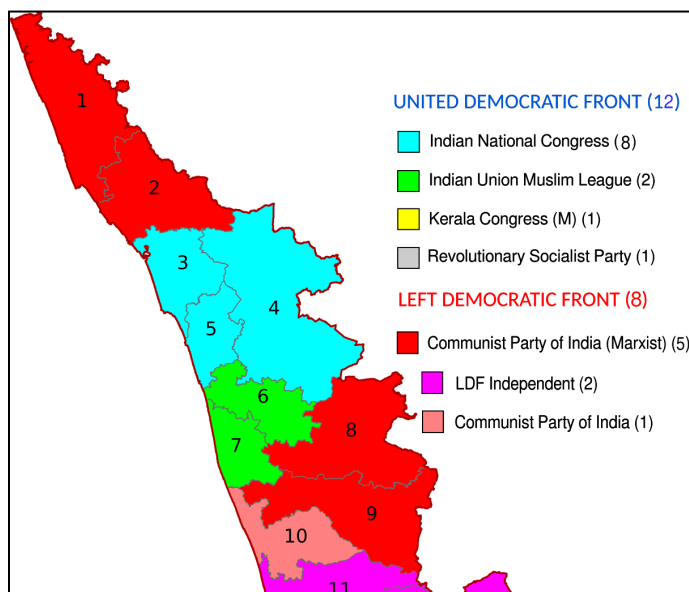 UNITED DEMOCRATIC FRONT (12)
Indian National Congress (8)
Indian Union Muslim League (2)
Kerala Congress (M) (1)
Revolutionary Socialist Party (1)
LEFT DEMOCRATIC FRONT (8)
Communist Party of India (Marxist) (5)
LDF Independent (2)
Communist Party of India (1)
1
2
3
4
5
6
7
8
9
10
11